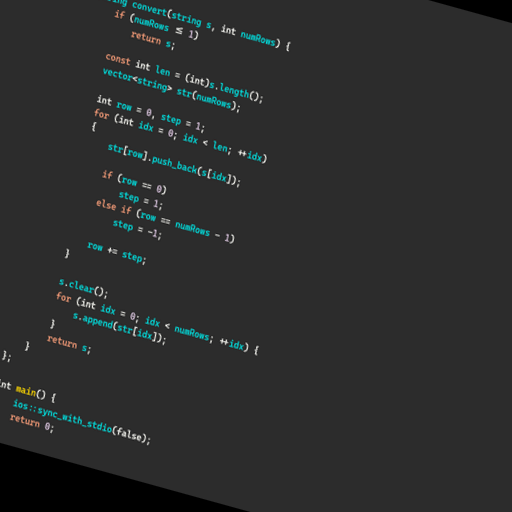 convert(string s, int numRows) {
if (numRows ≤ 1)
return s;
const int len = (int)s.length();
vector<string> str(numRows);
int row = 0, step = 1;
for (int idx = 0; idx < len; ++idx)
{
str[row].push_back(s[idx]);
if (row == 0)
step = 1;
else if (row == numRows - 1)
step = -1;
row += step;
}
s.clear();
for (int idx = 0; idx < numRows; ++idx) {
s.append(str[idx]);
}
return s;
}
};
int main() {
ios::sync_with_stdio(false);
return 0;